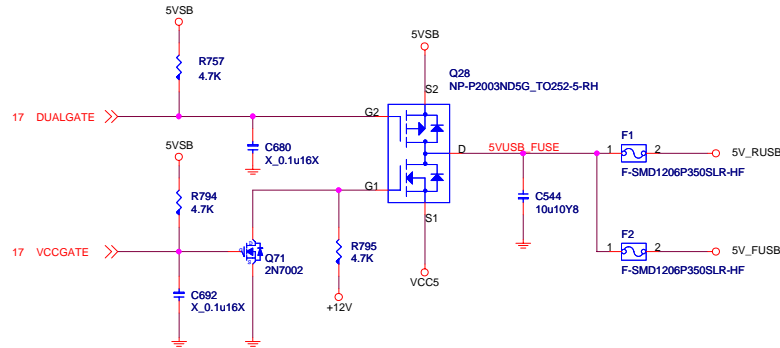 5VSB
5VSB
R757
4.7K
Q28
NP-P2003ND5G_TO252-5-RH
S2
17 DUALGATE
G2
C680
X_0.1u16X
D
5VUSB_FUSE
F1
1
2
5V_RUSB
F-SMD1206P350SLR-HF
5VSB
R794
4.7K
G1
S1
C544
10u10Y8
17 VCCGATE
Q71
2N7002
R795
4.7K
F2
1
2
5V_FUSB
F-SMD1206P350SLR-HF
C692
X_0.1u16X
+12V
VCC5